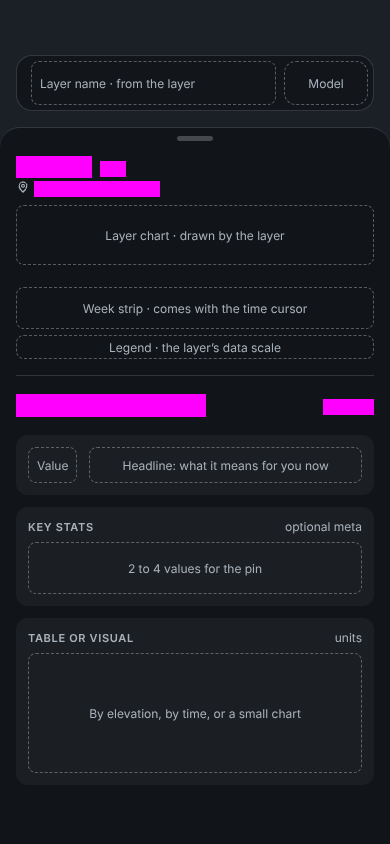 Layer name · from the layer
Model
Layer chart · drawn by the layer
Week strip · comes with the time cursor
Legend · the layer’s data scale
Value
Headline: what it means for you now
KEY STATS
optional meta
2 to 4 values for the pin
TABLE OR VISUAL
units
By elevation, by time, or a small chart